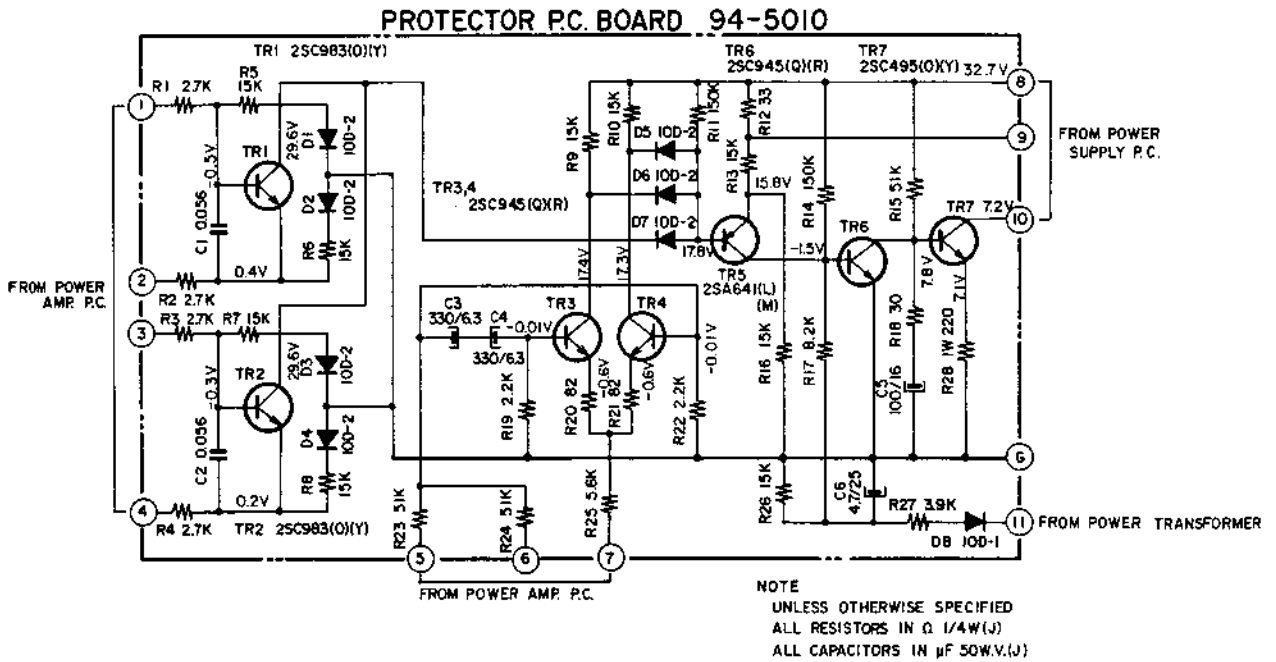 PROTECTOR P.C. BOARD 94-5010
TR1 2SC983(O)(Y)
TR6
2SC945(Q)(R)
TR7
2SC495(O)(Y)
32.7V
8
R1 2.7K
R5
15K
1
29.6V
D1
10D-2
TR1
-0.5V
D2
10D-2
C1 0.056
R6
15K
0.4V
2
R2 2.7K
FROM POWER
AMP. P.C.
R3 2.7K
R7 15K
3
29.6V
D3
10D-2
TR2
-0.3V
D4
10D-2
C2 0.056
R8
15K
0.2V
4
R4 2.7K
TR2 2SC983(O)(Y)
TR3,4
2SC945(Q)(R)
R9 15K
R10 15K
D5 10D-2
D6 10D-2
D7 10D-2
R11 150K
R12 33
R13 15K
15.8V
17.8V
TR5
2SA641(L)
(M)
R14 150K
-1.5V
TR6
R15 51K
TR7 7.2V
7.8V
7.1V
9
FROM POWER
SUPPLY P.C.
10
17.4V
17.3V
C3
330/6.3
C4
330/6.3
-0.01V
TR3
TR4
-0.01V
-0.6V
-0.6V
R19 2.2K
R20 82
R21 82
R22 2.2K
R16 15K
R17 8.2K
R18 30
C5
100/16
R28 1W 220
G
R23 51K
R24 51K
R25 5.6K
R26 15K
C6
47/25
R27 3.9K
D8 10D-1
11
FROM POWER TRANSFORMER
5
6
7
FROM POWER AMP. P.C.
NOTE
UNLESS OTHERWISE SPECIFIED
ALL RESISTORS IN Ω 1/4W(J)
ALL CAPACITORS IN µF 50W.V.(J)